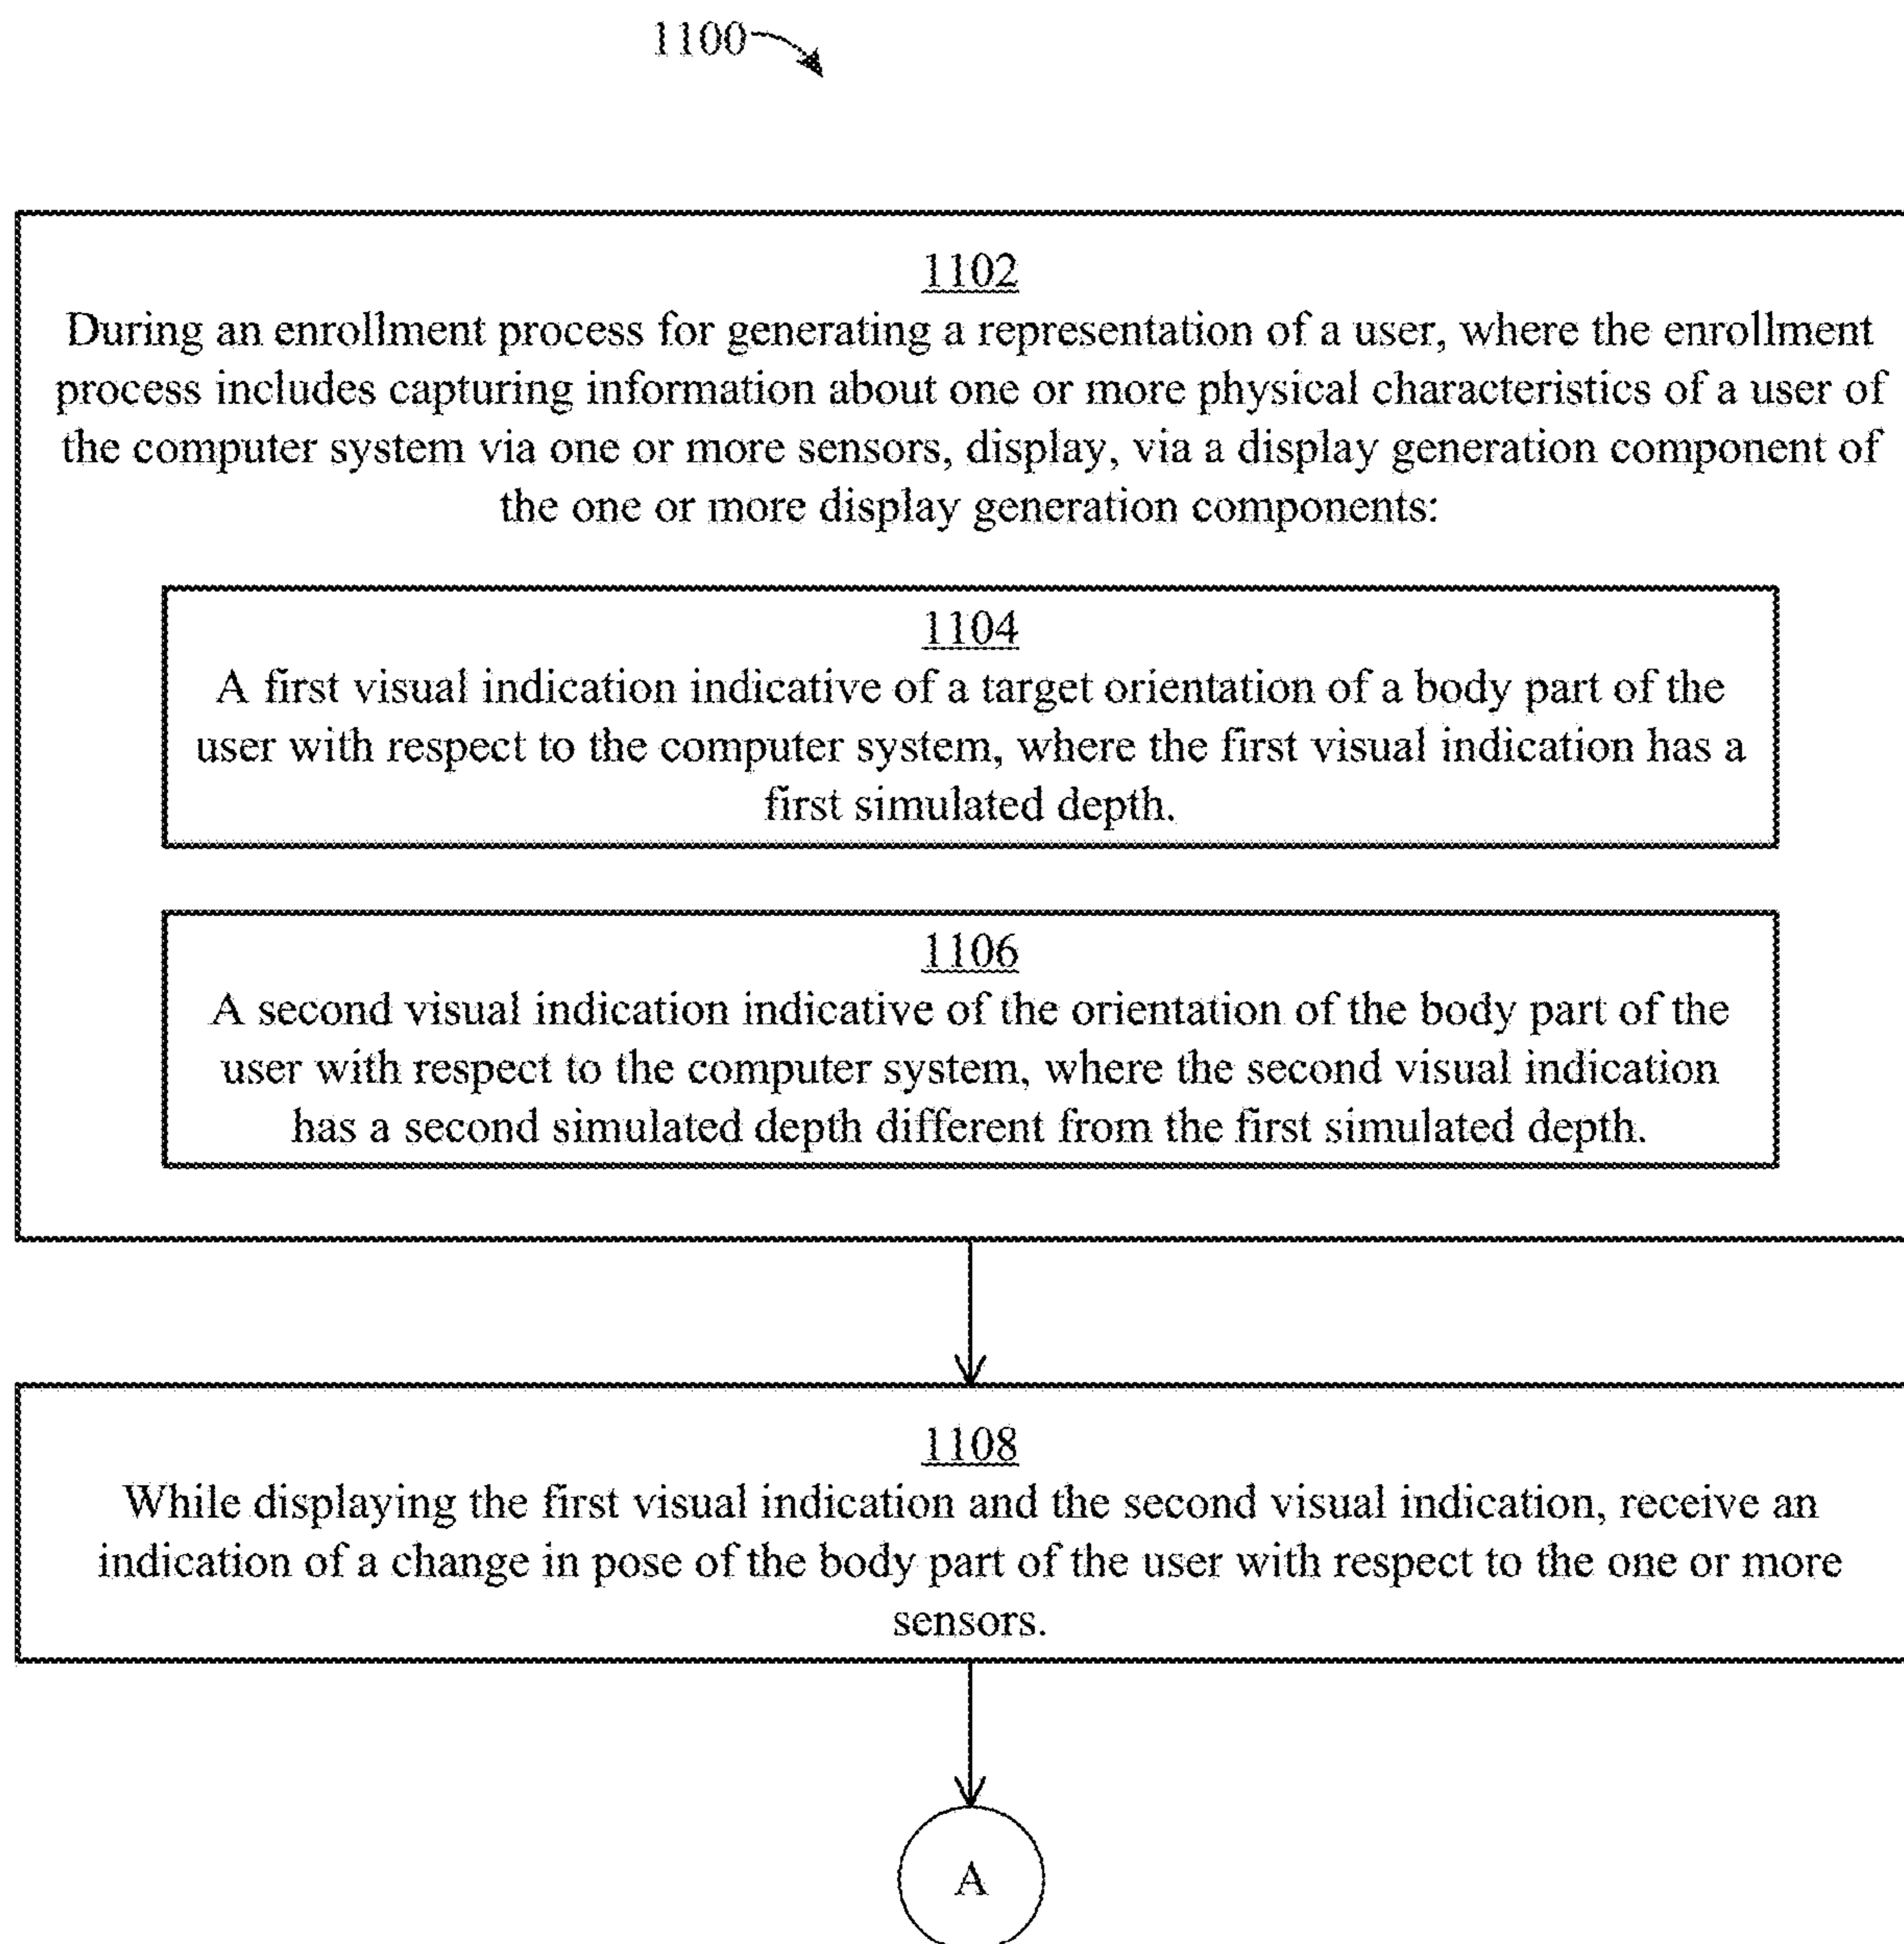 1100
1102
During an enrollment process for generating a representation of a user, where the enrollment
process includes capturing information about one or more physical characteristics of a user of
the computer system via one or more sensors, display, via a display generation component of
the one or more display generation components:
1104
A first visual indication indicative of a target orientation of a body part of the
user with respect to the computer system, where the first visual indication has a
first simulated depth.
1106
A second visual indication indicative of the orientation of the body part of the
user with respect to the computer system, where the second visual indication
has a second simulated depth different from the first simulated depth.
1108
While displaying the first visual indication and the second visual indication, receive an
indication of a change in pose of the body part of the user with respect to the one or more
sensors.
A